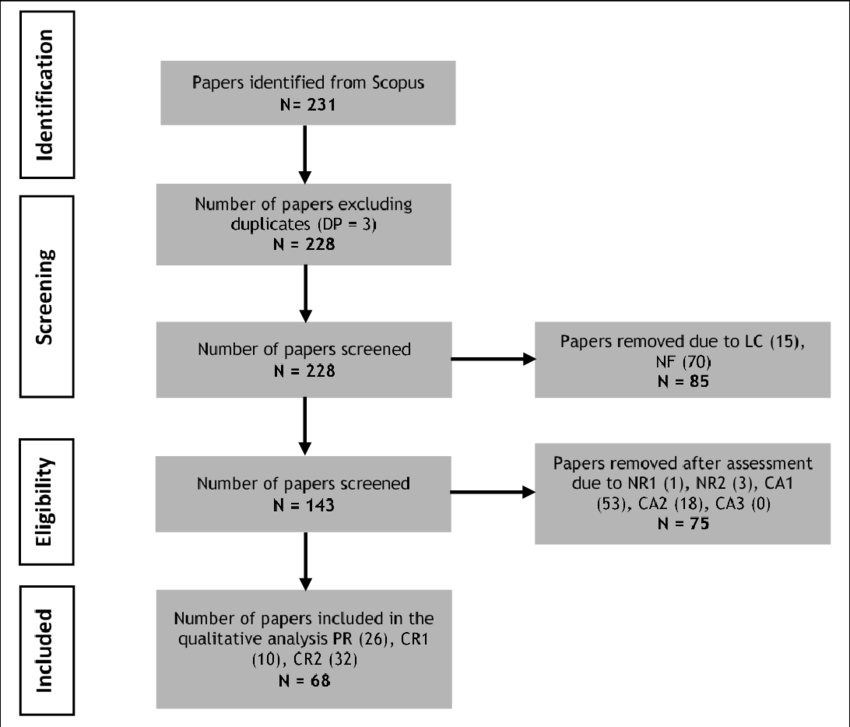 Identification
Papers identified from Scopus
N= 231
Screening
Number of papers excluding
duplicates (DP = 3)
N = 228
Number of papers screened
N = 228
Papers removed due to LC (15),
NF (70)
N = 85
Eligibility
Number of papers screened
N = 143
Papers removed after assessment
due to NR1 (1), NR2 (3), CA1
(53), CA2 (18), CA3 (0)
N = 75
Included
Number of papers included in the
qualitative analysis PR (26), CR1
(10), CR2 (32)
N = 68